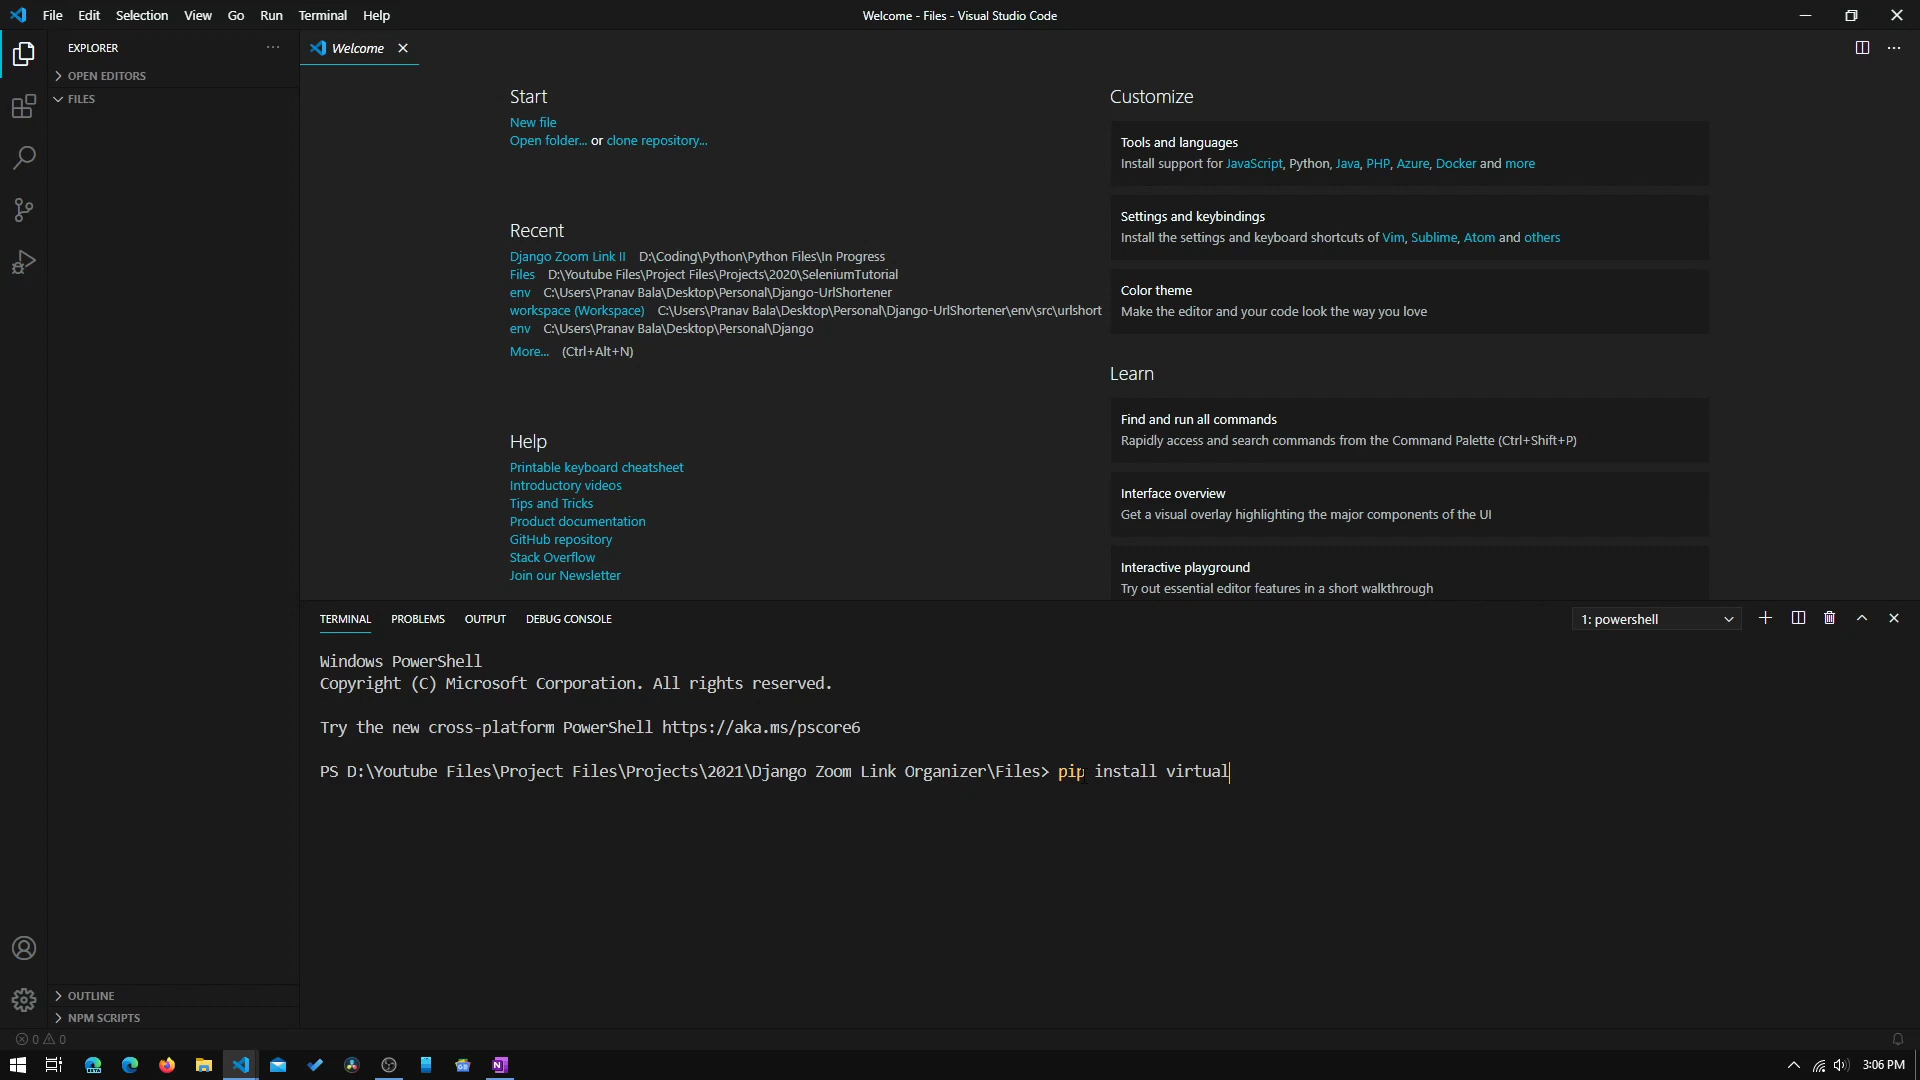 File Edit Selection View Go Run Terminal Help
Welcome - Files - Visual Studio Code
EXPLORER
OPEN EDITORS
FILES
Welcome
Start
New file
Open folder... or clone repository...
Recent
Django Zoom Link II D:\Coding\Python\Python Files\In Progress
Files D:\Youtube Files\Project Files\Projects\2020\SeleniumTutorial
env C:\Users\Pranav Bala\Desktop\Personal\Django-UrlShortener
workspace (Workspace) C:\Users\Pranav Bala\Desktop\Personal\Django-UrlShortener\env\src\urlshort
env C:\Users\Pranav Bala\Desktop\Personal\Django
More... (Ctrl+Alt+N)
Help
Printable keyboard cheatsheet
Introductory videos
Tips and Tricks
Product documentation
GitHub repository
Stack Overflow
Join our Newsletter
Customize
Tools and languages
Install support for JavaScript, Python, Java, PHP, Azure, Docker and more
Settings and keybindings
Install the settings and keyboard shortcuts of Vim, Sublime, Atom and others
Color theme
Make the editor and your code look the way you love
Learn
Find and run all commands
Rapidly access and search commands from the Command Palette (Ctrl+Shift+P)
Interface overview
Get a visual overlay highlighting the major components of the UI
Interactive playground
Try out essential editor features in a short walkthrough
TERMINAL PROBLEMS OUTPUT DEBUG CONSOLE
1: powershell
Windows PowerShell
Copyright (C) Microsoft Corporation. All rights reserved.
Try the new cross-platform PowerShell https://aka.ms/pscore6
PS D:\Youtube Files\Project Files\Projects\2021\Django Zoom Link Organizer\Files> pip install virtual
OUTLINE
NPM SCRIPTS
0 0
3:06 PM